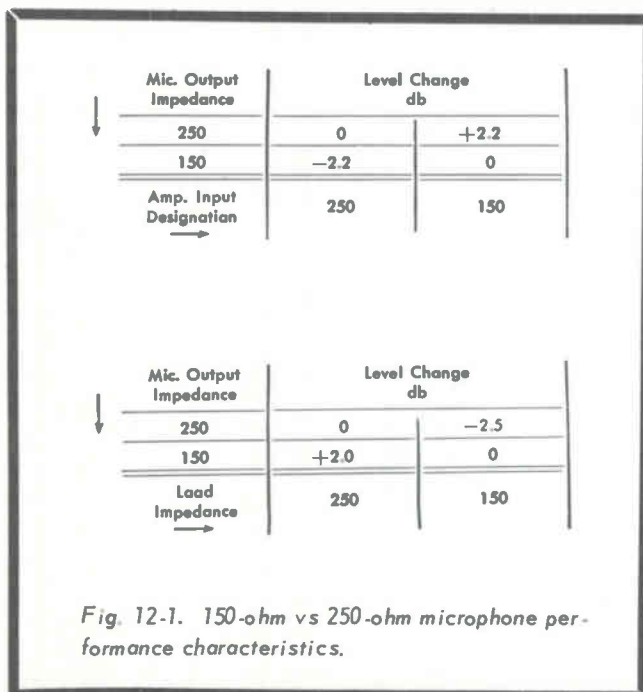 Mic. Output Impedance | Level Change db
250 | 0 | +2.2
150 | −2.2 | 0
Amp. Input Designation | 250 | 150
Mic. Output Impedance | Level Change db
250 | 0 | −2.5
150 | +2.0 | 0
Laad Impedance | 250 | 150
Fig. 12-1. 150-ohm vs 250-ohm microphone per-
formance characteristics.